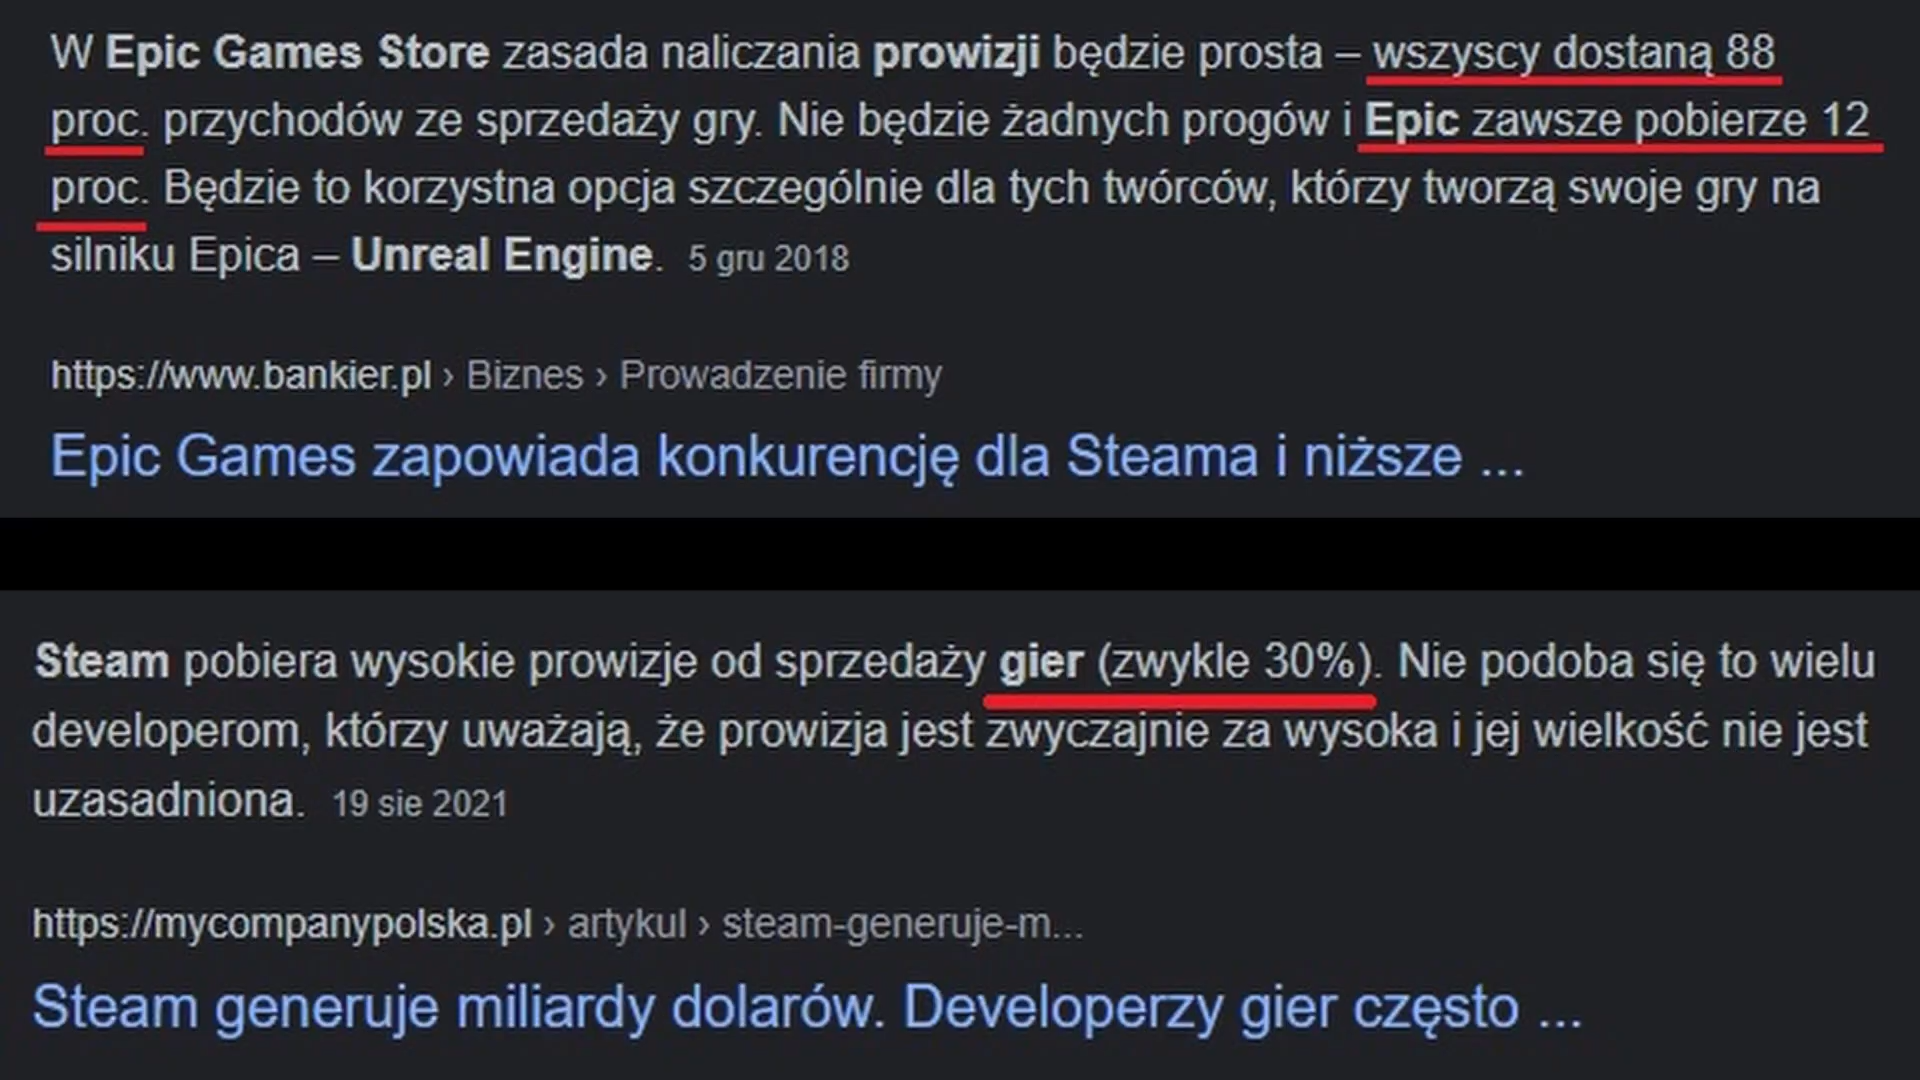 W Epic Games Store zasada naliczania prowizji będzie prosta – wszyscy dostaną 88
proc. przychodów ze sprzedaży gry. Nie będzie żadnych progów i Epic zawsze pobierze 12
proc. Będzie to korzystna opcja szczególnie dla tych twórców, którzy tworzą swoje gry na
silniku Epica – Unreal Engine. 5 gru 2018
https://www.bankier.pl › Biznes › Prowadzenie firmy
Epic Games zapowiada konkurencję dla Steama i niższe ...
Steam pobiera wysokie prowizje od sprzedaży gier (zwykle 30%). Nie podoba się to wielu
developerom, którzy uważają, że prowizja jest zwyczajnie za wysoka i jej wielkość nie jest
uzasadniona. 19 sie 2021
https://mycompanypolska.pl › artykul › steam-generuje-m...
Steam generuje miliardy dolarów. Developerzy gier często ...